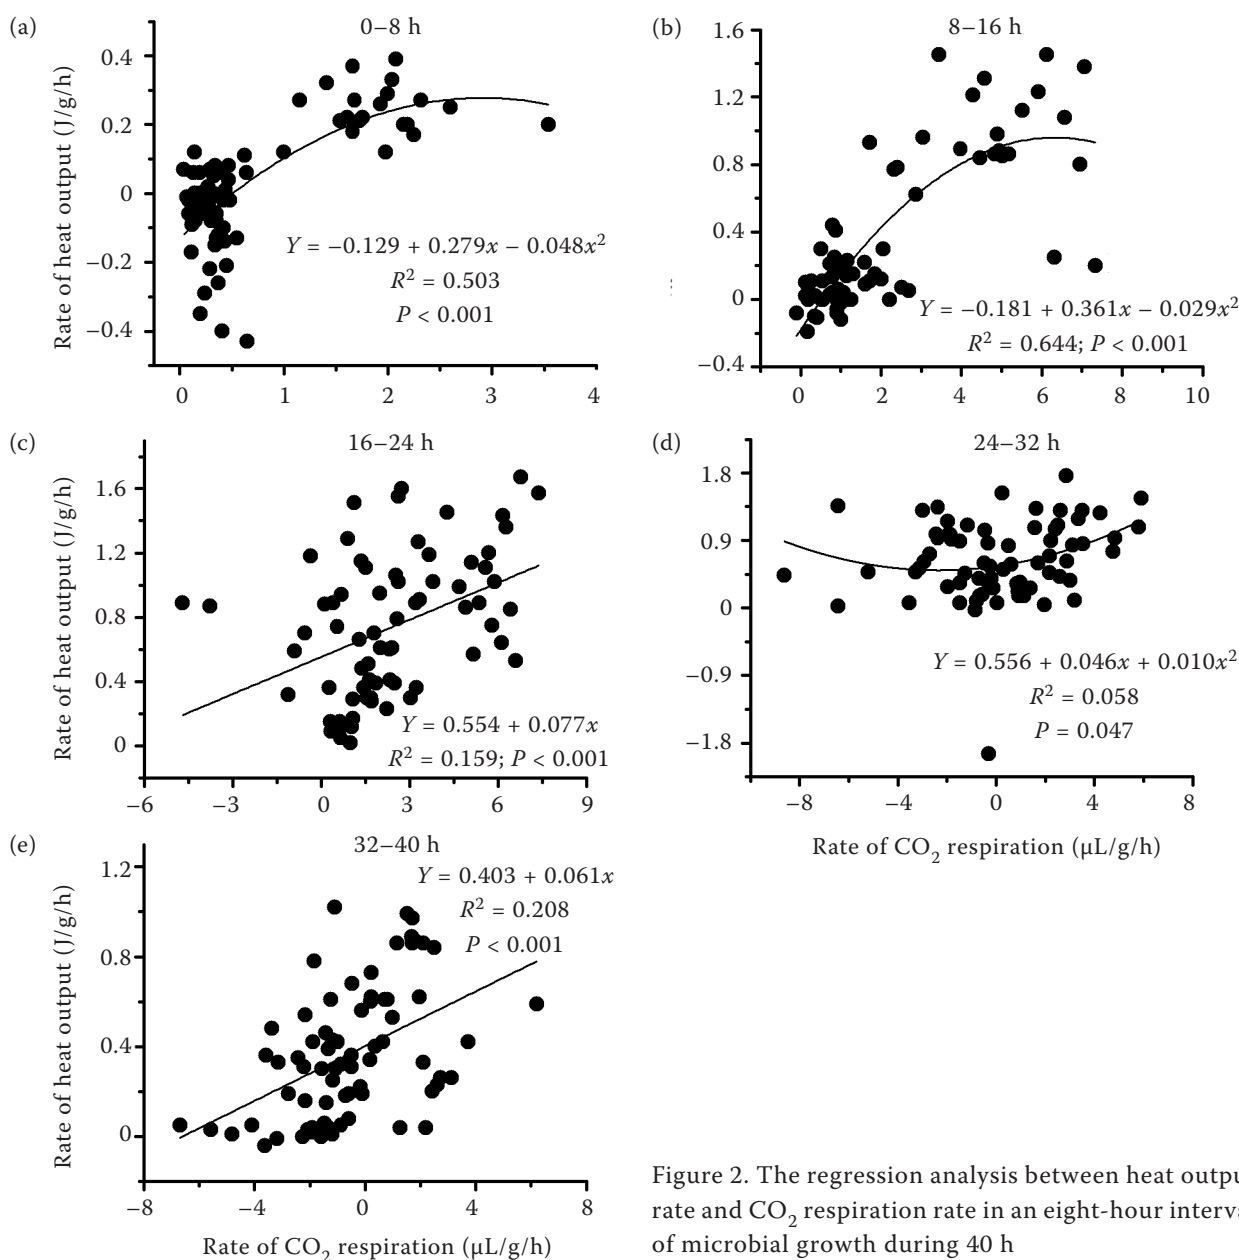 (a)
0–8 h
Rate of heat output (J/g/h)
0.4
0.2
0
−0.2
−0.4
Y = −0.129 + 0.279x − 0.048x²
R² = 0.503
P < 0.001
0 1 2 3 4
(b)
8–16 h
1.6
1.2
0.8
0.4
0
−0.4
Y = −0.181 + 0.361x − 0.029x²
R² = 0.644; P < 0.001
0 2 4 6 8 10
(c)
16–24 h
Rate of heat output (J/g/h)
1.6
1.2
0.8
0.4
0
Y = 0.554 + 0.077x
R² = 0.159; P < 0.001
−6 −3 0 3 6 9
(d)
24–32 h
1.8
0.9
0
−0.9
−1.8
Y = 0.556 + 0.046x + 0.010x²
R² = 0.058
P = 0.047
−8 −4 0 4 8
Rate of CO₂ respiration (µL/g/h)
(e)
32–40 h
Rate of heat output (J/g/h)
1.2
0.8
0.4
0
Y = 0.403 + 0.061x
R² = 0.208
P < 0.001
−8 −4 0 4 8
Rate of CO₂ respiration (µL/g/h)
Figure 2. The regression analysis between heat outpu
rate and CO₂ respiration rate in an eight-hour interva
of microbial growth during 40 h